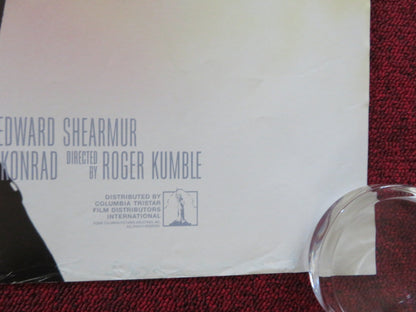 EDWARD SHEARMUR
KONRAD DIRECTED BY ROGER KUMBLE
DISTRIBUTED BY
COLUMBIA TRISTAR
FILM DISTRIBUTORS
INTERNATIONAL